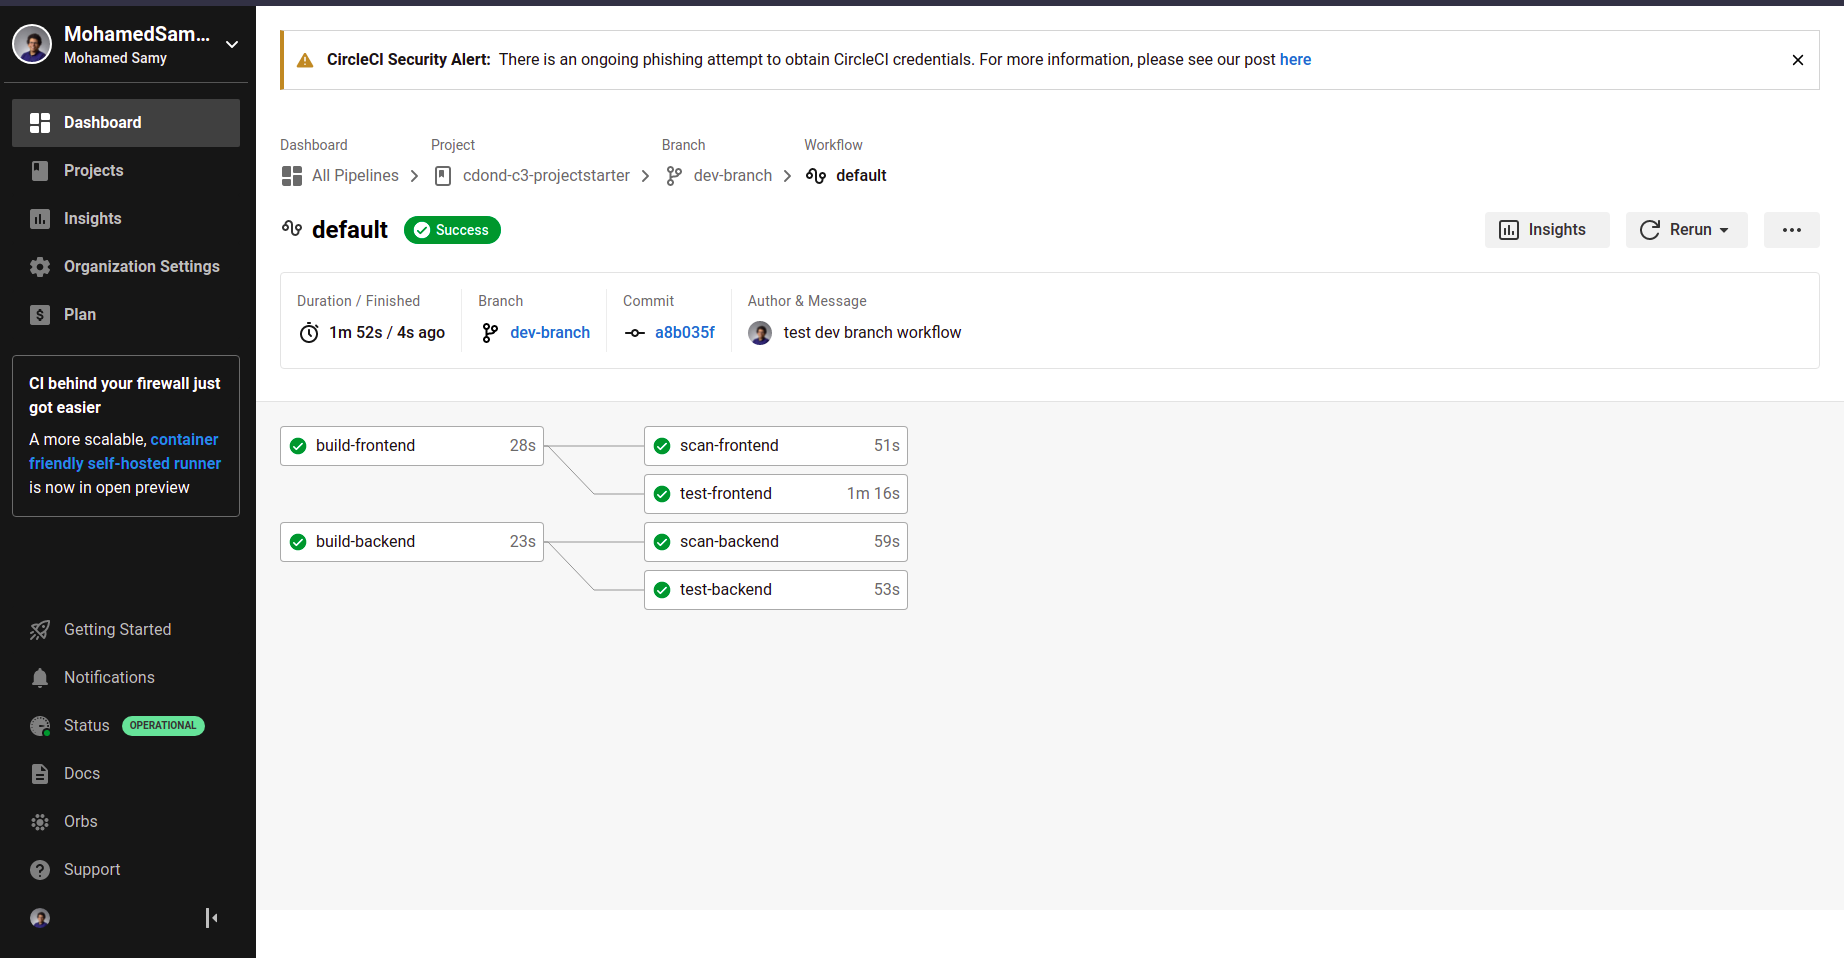 MohamedSam...
Mohamed Samy
Dashboard
Projects
Insights
Organization Settings
Plan
CI behind your firewall just
got easier
A more scalable, container
friendly self-hosted runner
is now in open preview
Getting Started
Notifications
Status OPERATIONAL
Docs
Orbs
Support
CircleCI Security Alert: There is an ongoing phishing attempt to obtain CircleCI credentials. For more information, please see our post here
Dashboard Project Branch Workflow
All Pipelines cdond-c3-projectstarter dev-branch default
default Success Insights Rerun
Duration / Finished Branch Commit Author & Message
1m 52s / 4s ago dev-branch a8b035f test dev branch workflow
build-frontend 28s scan-frontend 51s
test-frontend 1m 16s
build-backend 23s scan-backend 59s
test-backend 53s